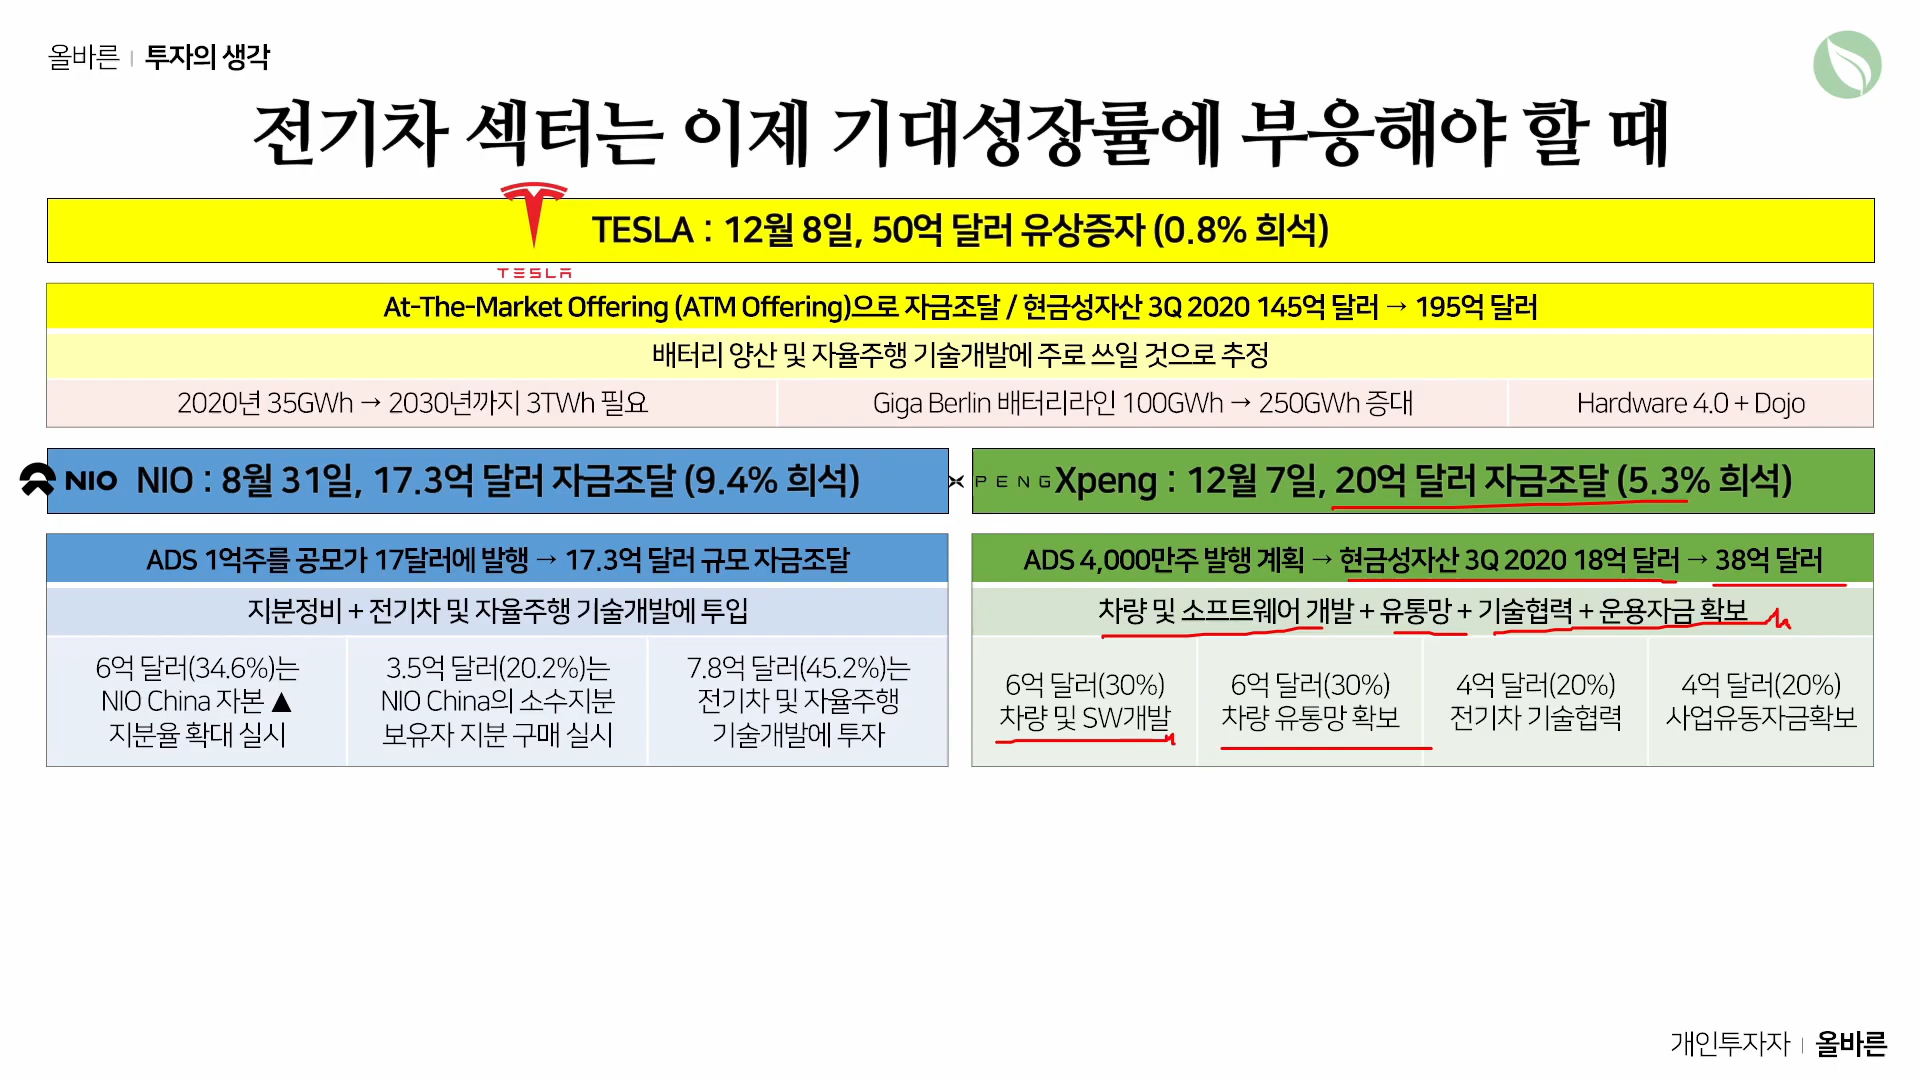 올바른 | 투자의 생각
전기차 섹터는 이제 기대성장률에 부응해야 할 때
TESLA : 12월 8일, 50억 달러 유상증자 (0.8% 희석)
TESLA
At-The-Market Offering (ATM Offering)으로 자금조달 / 현금성자산 3Q 2020 145억 달러 → 195억 달러
배터리 양산 및 자율주행 기술개발에 주로 쓰일 것으로 추정
2020년 35GWh → 2030년까지 3TWh 필요
Giga Berlin 배터리라인 100GWh → 250GWh 증대
Hardware 4.0 + Dojo
NIO NIO : 8월 31일, 17.3억 달러 자금조달 (9.4% 희석)
ADS 1억주를 공모가 17달러에 발행 → 17.3억 달러 규모 자금조달
지분정비 + 전기차 및 자율주행 기술개발에 투입
6억 달러(34.6%)는
NIO China 자본 ▲
지분율 확대 실시
3.5억 달러(20.2%)는
NIO China의 소수지분
보유자 지분 구매 실시
7.8억 달러(45.2%)는
전기차 및 자율주행
기술개발에 투자
XPENG Xpeng : 12월 7일, 20억 달러 자금조달 (5.3% 희석)
ADS 4,000만주 발행 계획 → 현금성자산 3Q 2020 18억 달러 → 38억 달러
차량 및 소프트웨어 개발 + 유통망 + 기술협력 + 운용자금 확보
6억 달러(30%)
차량 및 SW개발
6억 달러(30%)
차량 유통망 확보
4억 달러(20%)
전기차 기술협력
4억 달러(20%)
사업유동자금확보
개인투자자 | 올바른